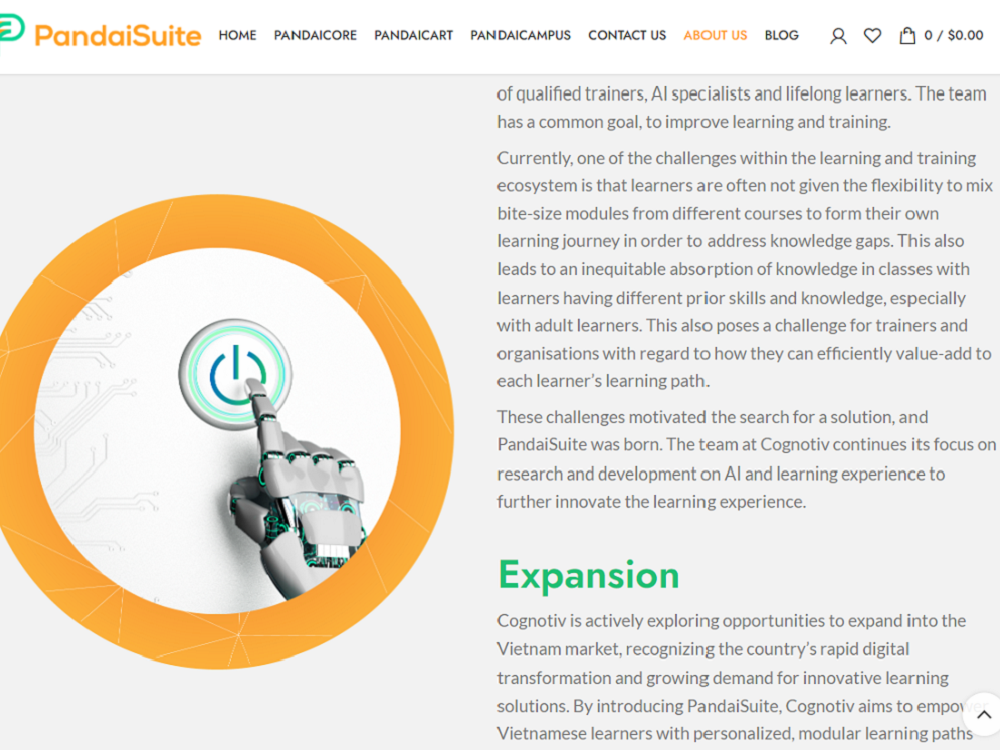 PandaiSuite HOME PANDAICORE PANDAICART PANDAICAMPUS CONTACT US ABOUT US BLOG 0 / $0.00
of qualified trainers, AI specialists and lifelong learners. The team
has a common goal, to improve learning and training.
Currently, one of the challenges within the learning and training
ecosystem is that learners are often not given the flexibility to mix
bite-size modules from different courses to form their own
learning journey in order to address knowledge gaps. This also
leads to an inequitable absorption of knowledge in classes with
learners having different prior skills and knowledge, especially
with adult learners. This also poses a challenge for trainers and
organisations with regard to how they can efficiently value-add to
each learner's learning path.
These challenges motivated the search for a solution, and
PandaiSuite was born. The team at Cognotiv continues its focus on
research and development on AI and learning experience to
further innovate the learning experience.
Expansion
Cognotiv is actively exploring opportunities to expand into the
Vietnam market, recognizing the country's rapid digital
transformation and growing demand for innovative learning
solutions. By introducing PandaiSuite, Cognotiv aims to empower
Vietnamese learners with personalized, modular learning paths